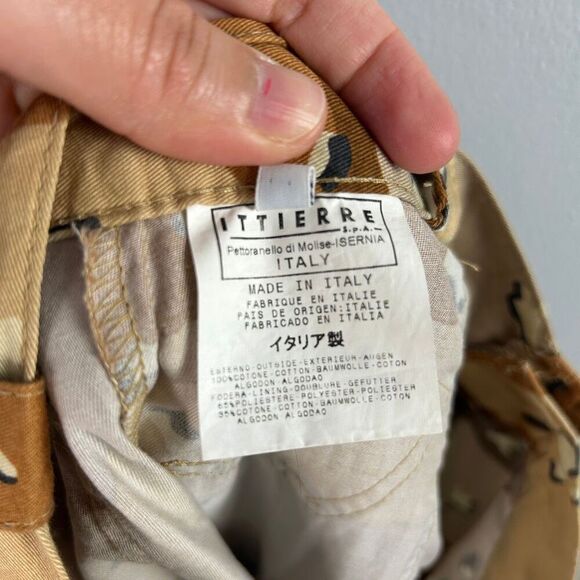 ITTIERRE
S.p.A.
Pettoranello di Molise-ISERNIA
ITALY
MADE IN ITALY
FABRIQUE EN ITALIE
PAIS DE ORIGEN:ITALIE
FABRICADO EN ITALIA
イタリア製
ESTERNO-OUTSIDE-EXTERIEUR-AUßEN
100%COTONE-COTTON-BAUMWOLLE-COTON
ALGODON-ALGODAO
FODERA-LINING-DOUBLURE-GEFUTTER
65%POLIESTERE-POLYESTER-POLIESTER
35%COTONE-COTTON-BAUMWOLLE-COTON
ALGODON ALGODAO